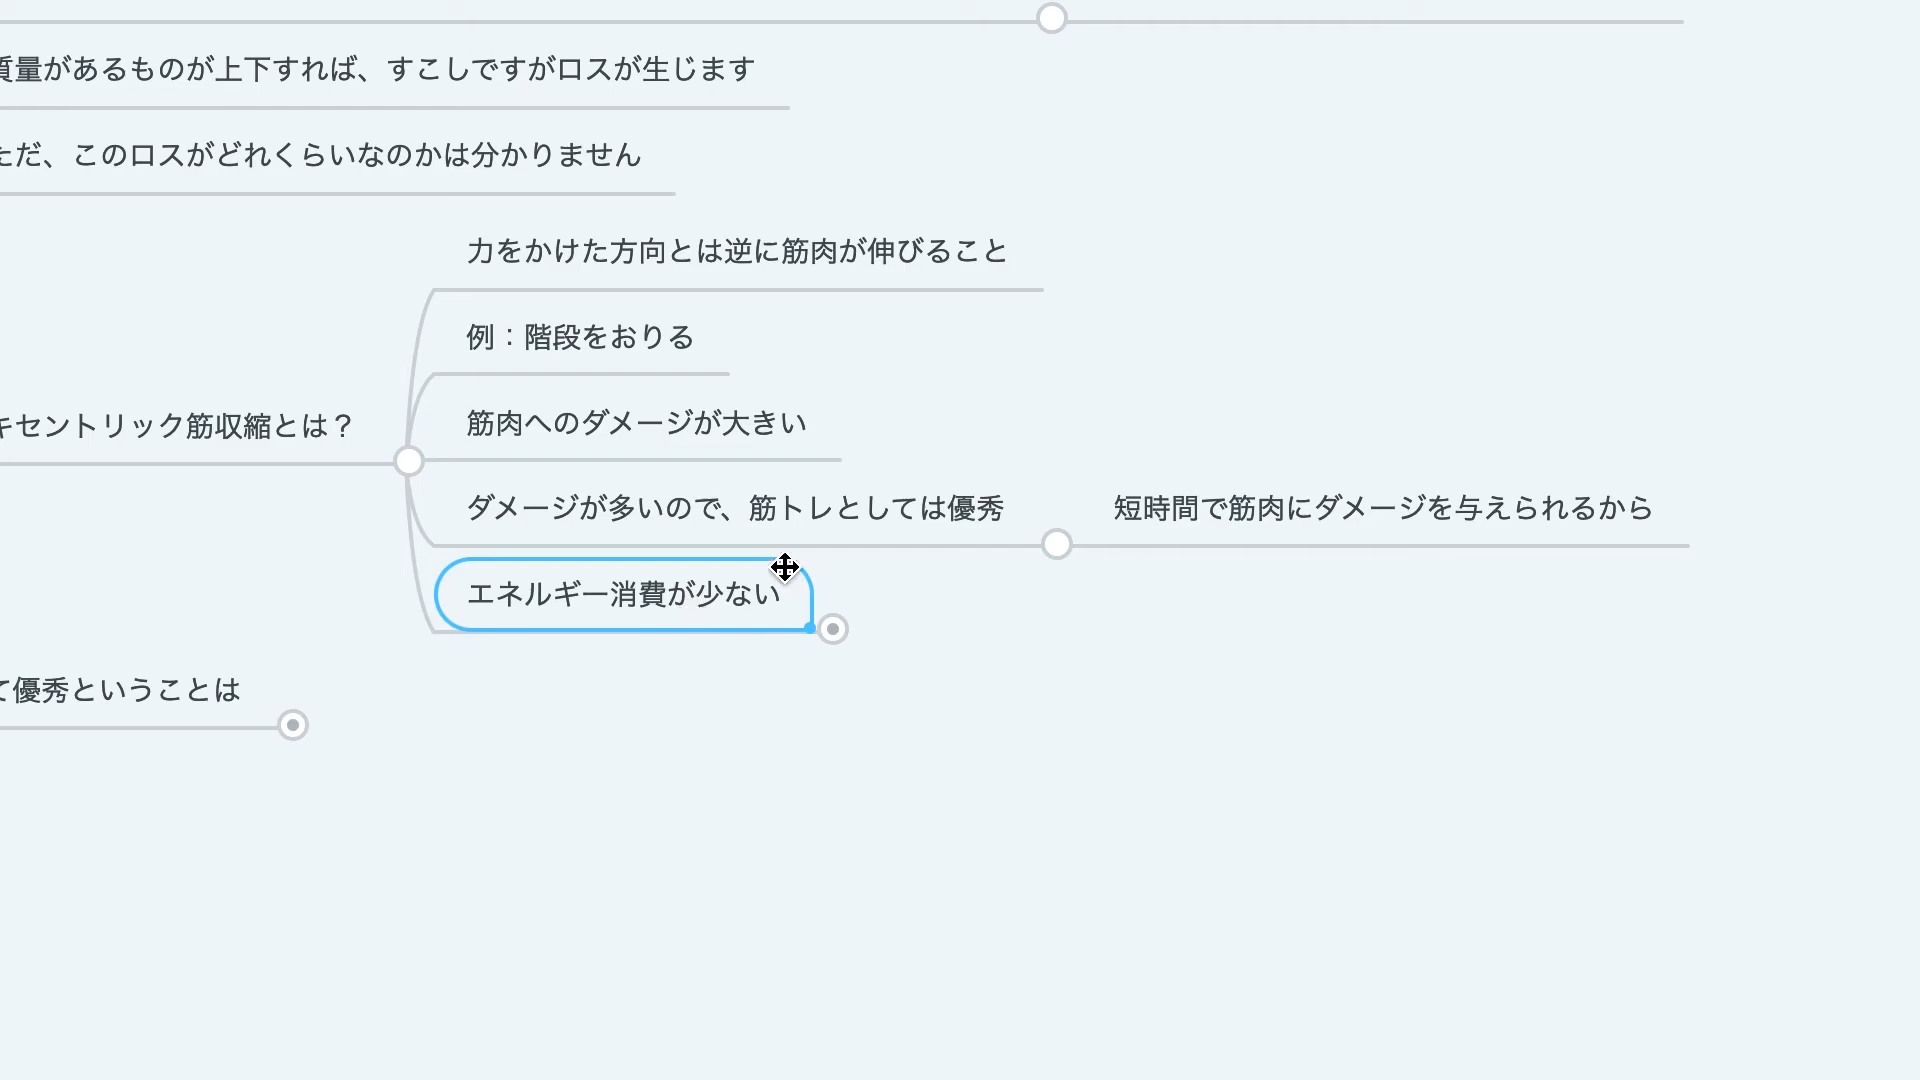 質量があるものが上下すれば、すこしですがロスが生じます
ただ、このロスがどれくらいなのかは分かりません
力をかけた方向とは逆に筋肉が伸びること
例：階段をおりる
キセントリック筋収縮とは？
筋肉へのダメージが大きい
ダメージが多いので、筋トレとしては優秀
短時間で筋肉にダメージを与えられるから
エネルギー消費が少ない
て優秀ということは